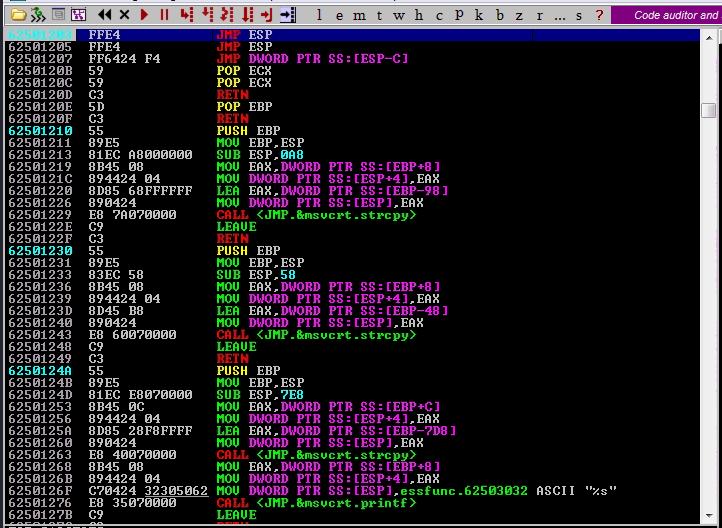 l e m t w h c p k b z r ... s ? Code auditor and
62501203 FFE4 JMP ESP
62501205 FFE4 JMP ESP
62501207 FF6424 F4 JMP DWORD PTR SS:[ESP-C]
6250120B 59 POP ECX
6250120C 59 POP ECX
6250120D C3 RETN
6250120E 5D POP EBP
6250120F C3 RETN
62501210 55 PUSH EBP
62501211 89E5 MOV EBP,ESP
62501213 81EC A8000000 SUB ESP,0A8
62501219 8B45 08 MOV EAX,DWORD PTR SS:[EBP+8]
6250121C 894424 04 MOV DWORD PTR SS:[ESP+4],EAX
62501220 8D85 68FFFFFF LEA EAX,DWORD PTR SS:[EBP-98]
62501226 890424 MOV DWORD PTR SS:[ESP],EAX
62501229 E8 7A070000 CALL <JMP.&msvcrt.strcpy>
6250122E C9 LEAVE
6250122F C3 RETN
62501230 55 PUSH EBP
62501231 89E5 MOV EBP,ESP
62501233 83EC 58 SUB ESP,58
62501236 8B45 08 MOV EAX,DWORD PTR SS:[EBP+8]
62501239 894424 04 MOV DWORD PTR SS:[ESP+4],EAX
6250123D 8D45 B8 LEA EAX,DWORD PTR SS:[EBP-48]
62501240 890424 MOV DWORD PTR SS:[ESP],EAX
62501243 E8 60070000 CALL <JMP.&msvcrt.strcpy>
62501248 C9 LEAVE
62501249 C3 RETN
6250124A 55 PUSH EBP
6250124B 89E5 MOV EBP,ESP
6250124D 81EC E8070000 SUB ESP,7E8
62501253 8B45 0C MOV EAX,DWORD PTR SS:[EBP+C]
62501256 894424 04 MOV DWORD PTR SS:[ESP+4],EAX
6250125A 8D85 28F8FFFF LEA EAX,DWORD PTR SS:[EBP-7D8]
62501260 890424 MOV DWORD PTR SS:[ESP],EAX
62501263 E8 40070000 CALL <JMP.&msvcrt.strcpy>
62501268 8B45 08 MOV EAX,DWORD PTR SS:[EBP+8]
6250126B 894424 04 MOV DWORD PTR SS:[ESP+4],EAX
6250126F C70424 32305062 MOV DWORD PTR SS:[ESP],essfunc.62503032 ASCII "%s"
62501276 E8 35070000 CALL <JMP.&msvcrt.printf>
6250127B C9 LEAVE